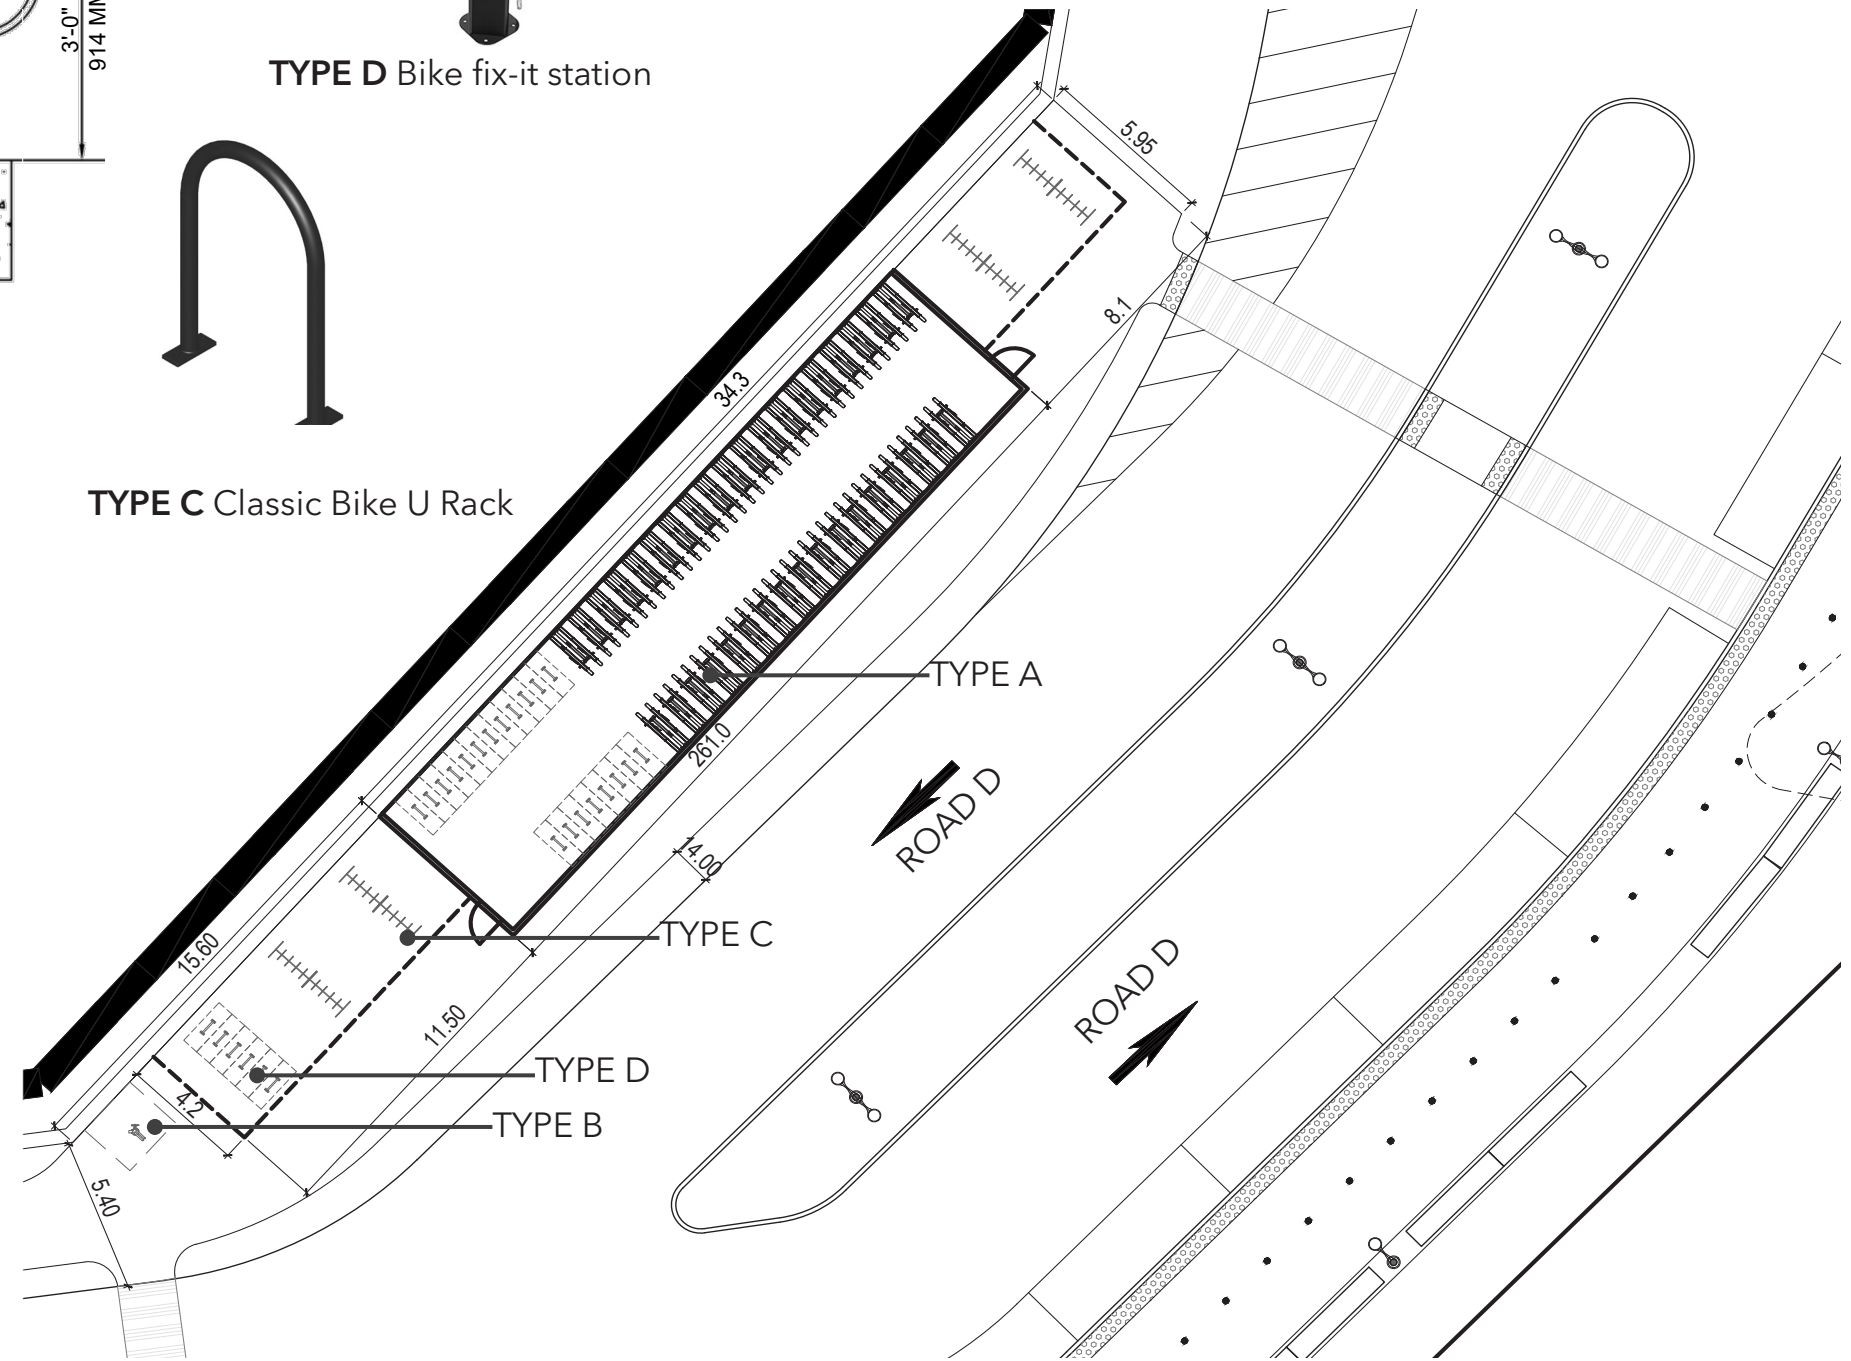 3'-0"
914 MM
TYPE D Bike fix-it station
TYPE C Classic Bike U Rack
5.95
8.1
34.3
TYPE A
261.0
ROAD D
14.00
TYPE C
15.60
11.50
ROAD D
TYPE D
4.2
TYPE B
5.40